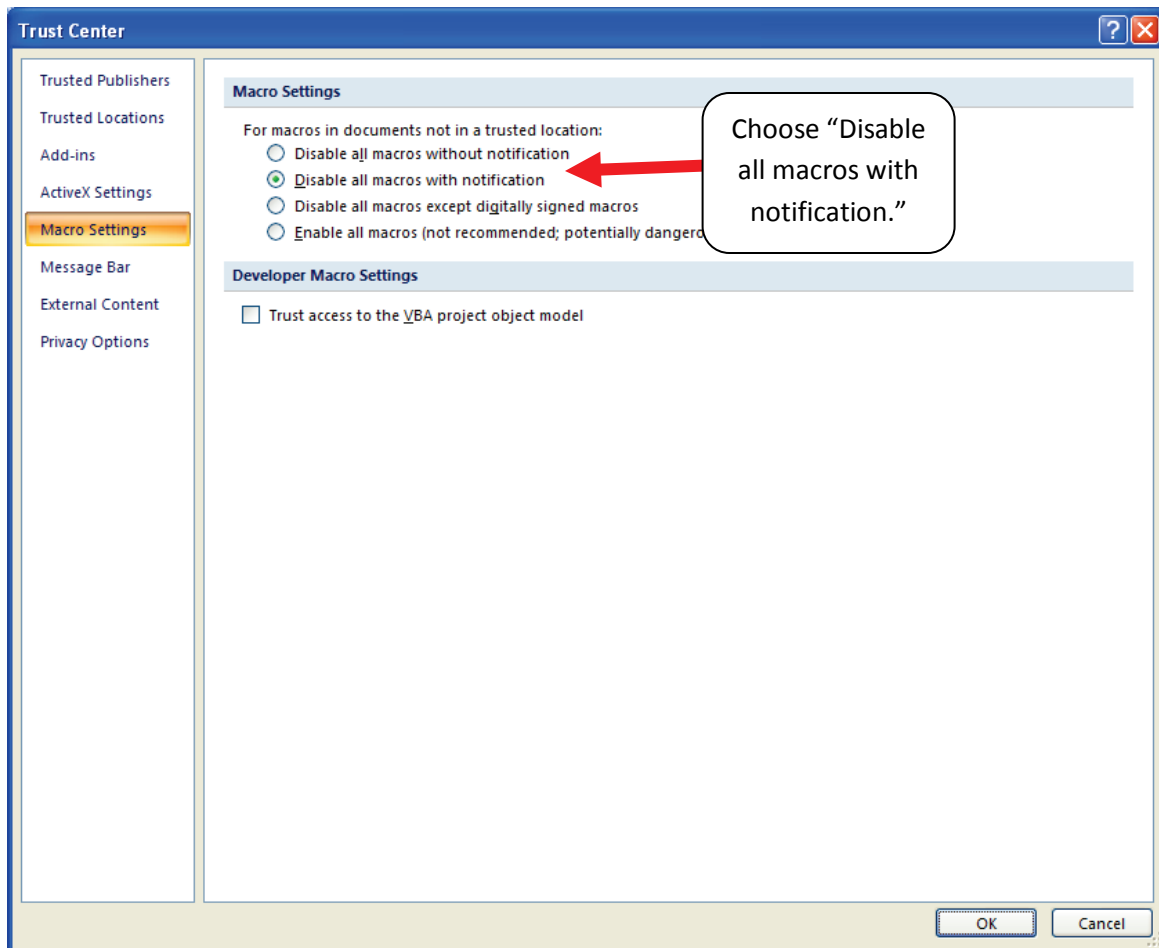 Trust Center
Trusted Publishers
Trusted Locations
Add-ins
ActiveX Settings
Macro Settings
Message Bar
External Content
Privacy Options
Macro Settings
For macros in documents not in a trusted location:
Disable all macros without notification
Disable all macros with notification
Disable all macros except digitally signed macros
Enable all macros (not recommended; potentially dangero
Choose “Disable
all macros with
notification.”
Developer Macro Settings
Trust access to the VBA project object model
OK
Cancel